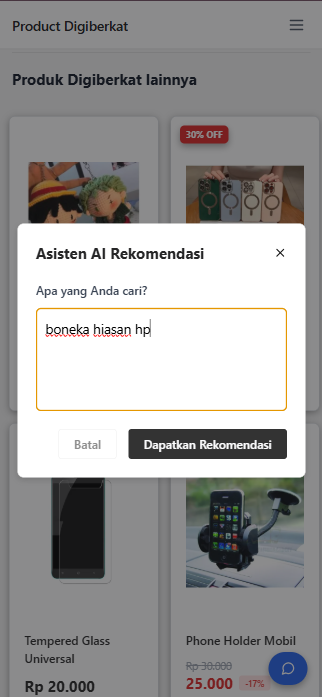 Product Digiberkat
Produk Digiberkat lainnya
30% OFF
Asisten AI Rekomendasi
Apa yang Anda cari?
boneka hiasan hp
Batal
Dapatkan Rekomendasi
Tempered Glass
Universal
Rp 20.000
Phone Holder Mobil
Rp 30.000
25.000 -17%